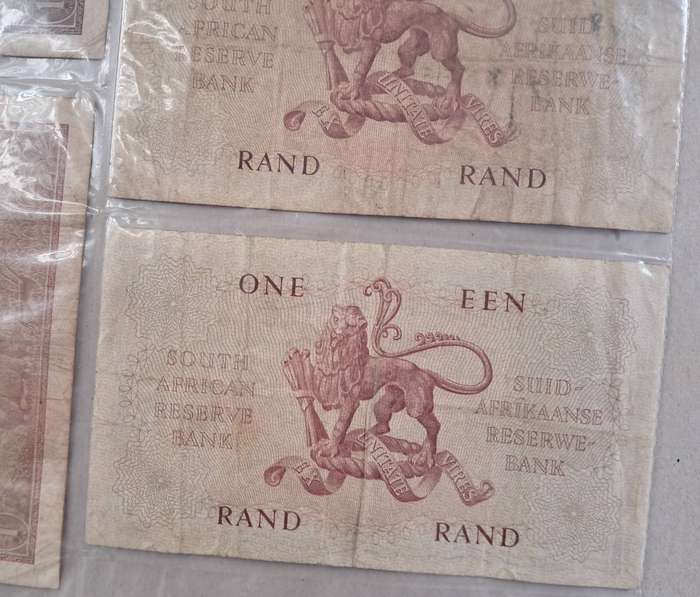 SOUTH
AFRICAN
RESERVE
BANK
SUID-
AFRIKAANSE
RESERWE-
BANK
EX UNITATE VIRES
RAND
RAND
ONE
EEN
SOUTH
AFRICAN
RESERVE
BANK
SUID-
AFRIKAANSE
RESERWE-
BANK
EX UNITATE VIRES
RAND
RAND